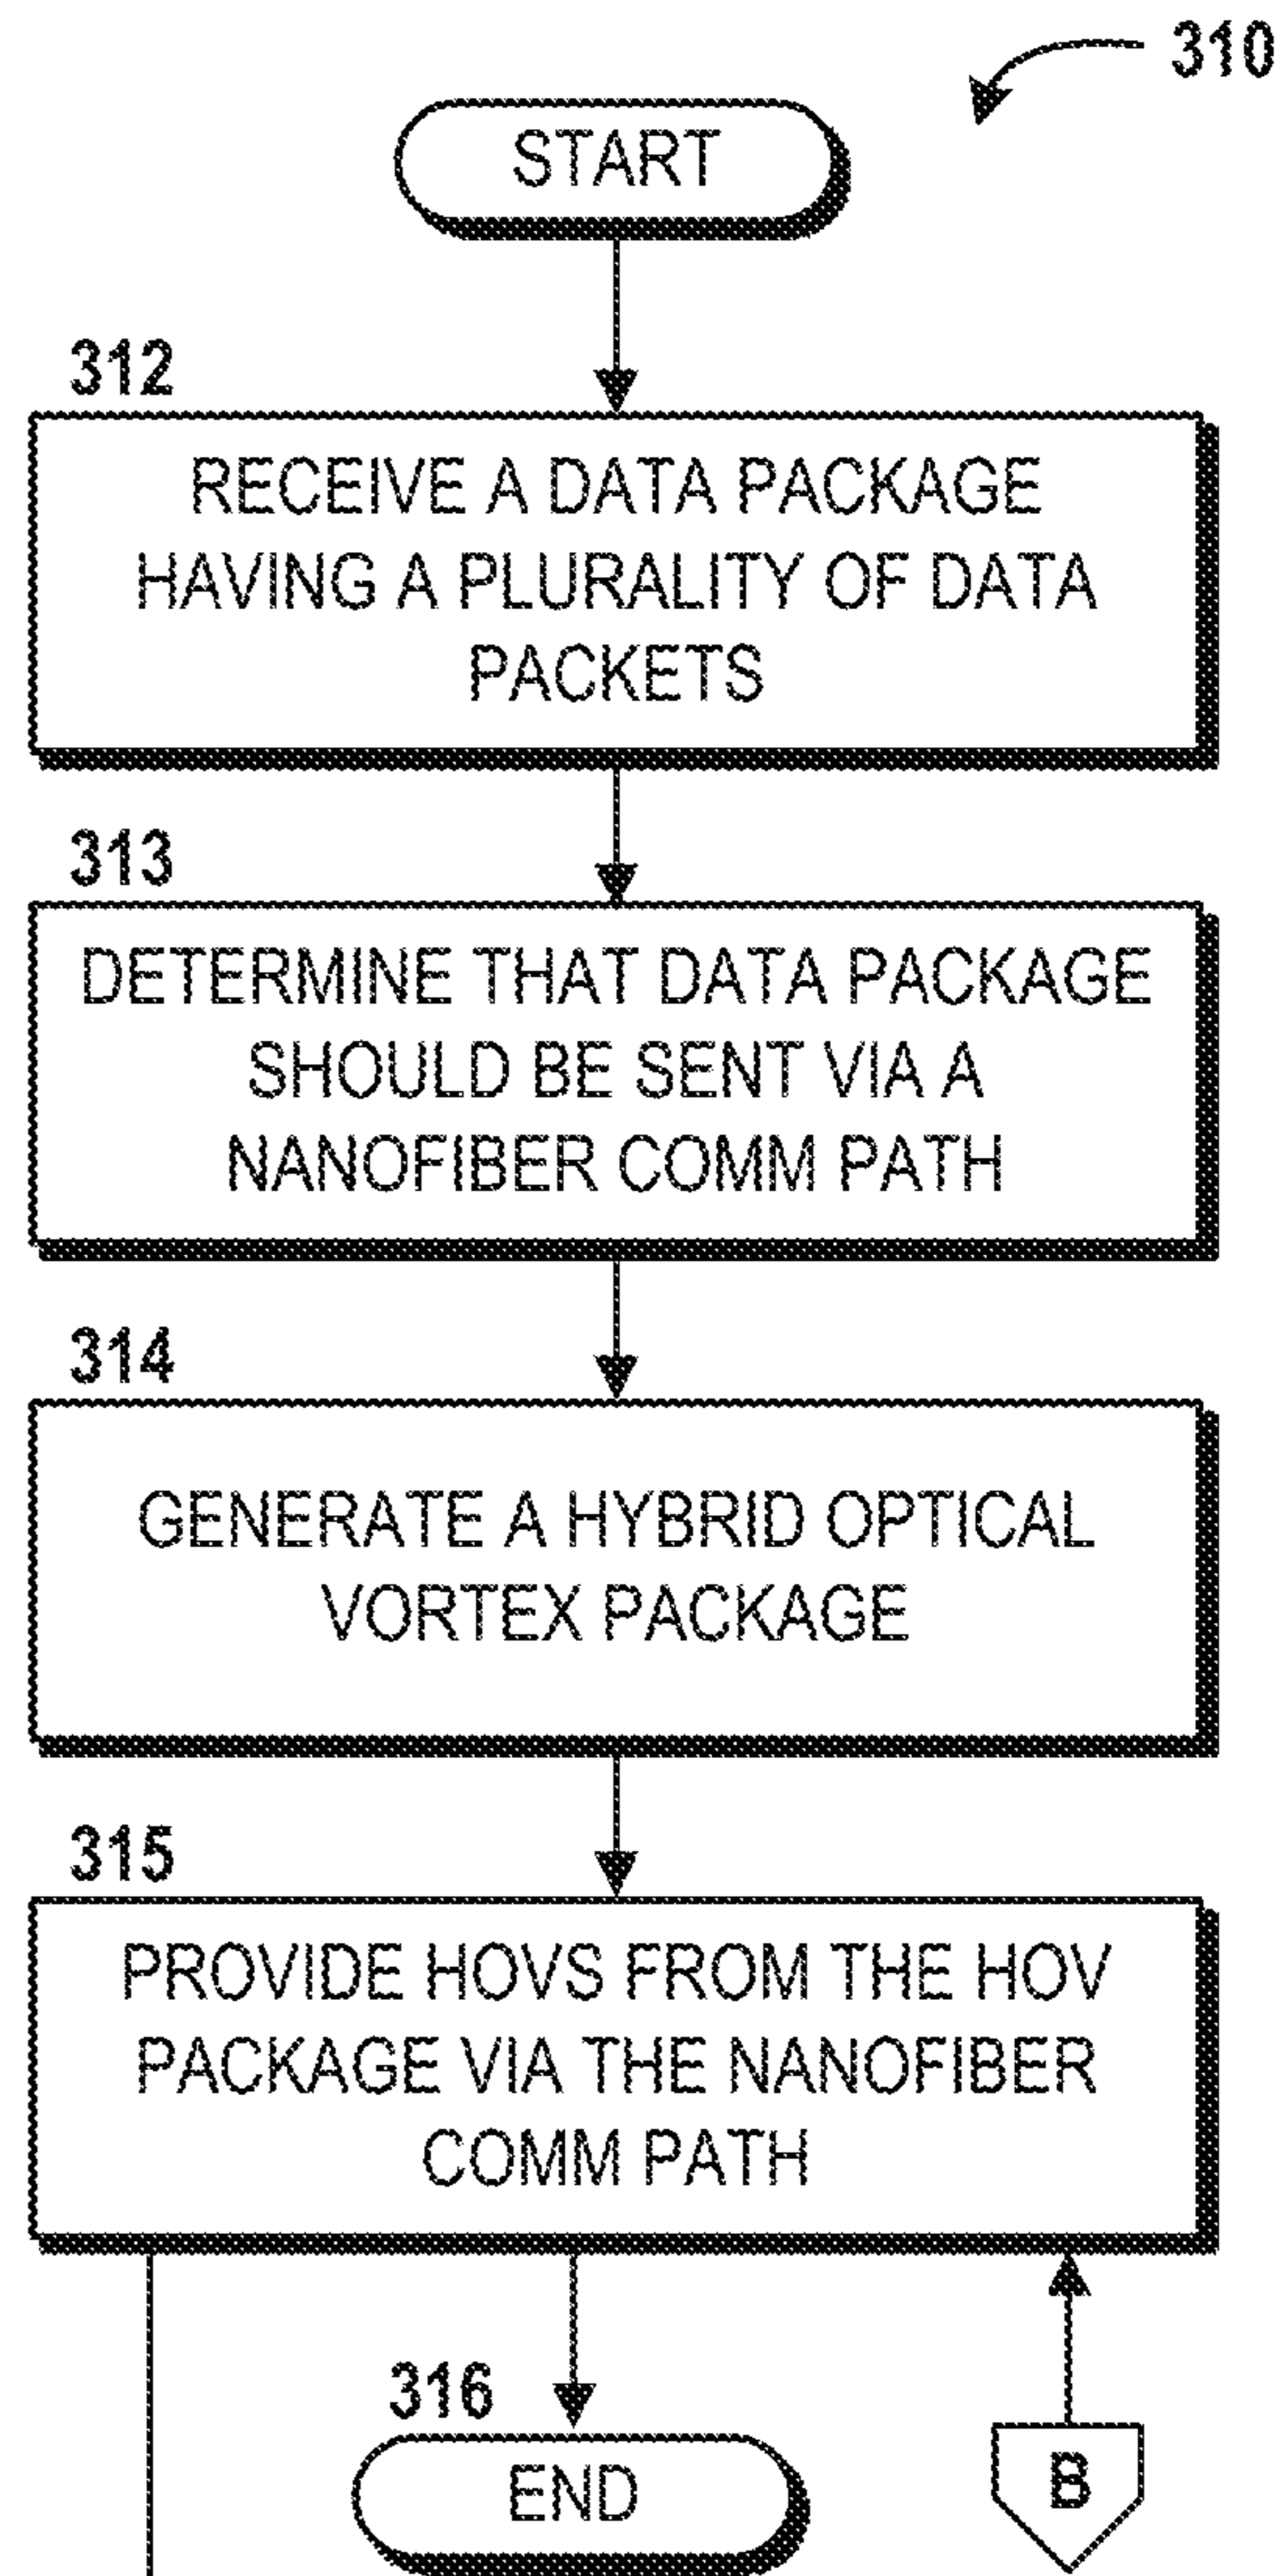 310
START
312
RECEIVE A DATA PACKAGE
HAVING A PLURALITY OF DATA
PACKETS
313
DETERMINE THAT DATA PACKAGE
SHOULD BE SENT VIA A
NANOFIBER COMM PATH
314
GENERATE A HYBRID OPTICAL
VORTEX PACKAGE
315
PROVIDE HOVS FROM THE HOV
PACKAGE VIA THE NANOFIBER
COMM PATH
316
END
B